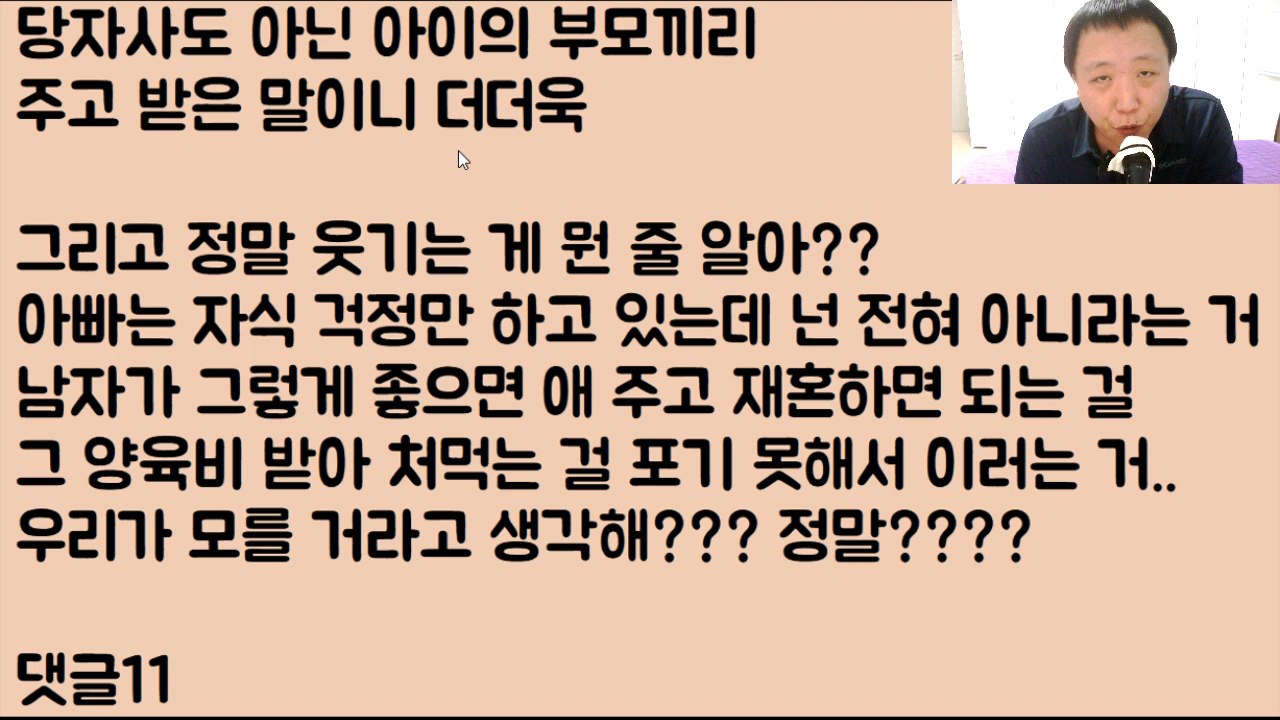 당자사도 아닌 아이의 부모끼리
주고 받은 말이니 더더욱
그리고 정말 웃기는 게 뭔 줄 알아??
아빠는 자식 걱정만 하고 있는데 넌 전혀 아니라는 거
남자가 그렇게 좋으면 애 주고 재혼하면 되는 걸
그 양육비 받아 처먹는 걸 포기 못해서 이러는 거..
우리가 모를 거라고 생각해??? 정말????
댓글11